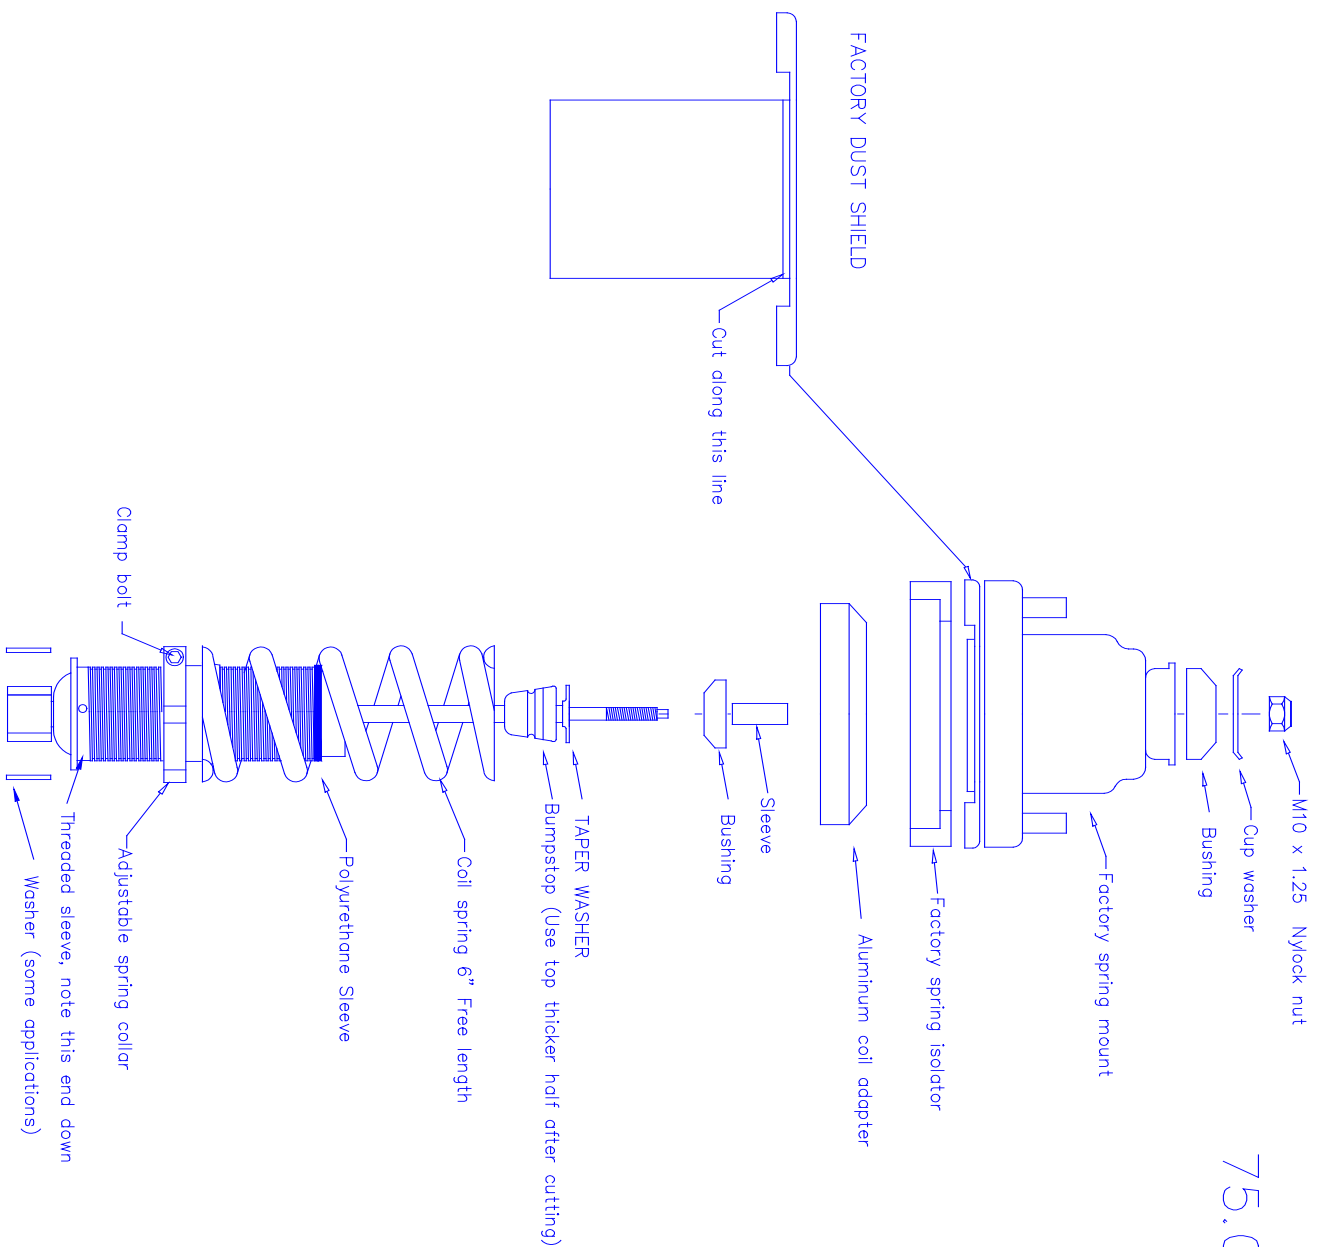 75.0
M10 x 1.25 Nylock nut
Cup washer
Bushing
Factory spring mount
Factory spring isolator
Aluminum coil adapter
FACTORY DUST SHIELD
Cut along this line
Sleeve
Bushing
TAPER WASHER
Bumpstop (Use top thicker half after cutting)
Coil spring 6" Free length
Polyurethane Sleeve
Clamp bolt
Adjustable spring collar
Threaded sleeve, note this end down
Washer (some applications)